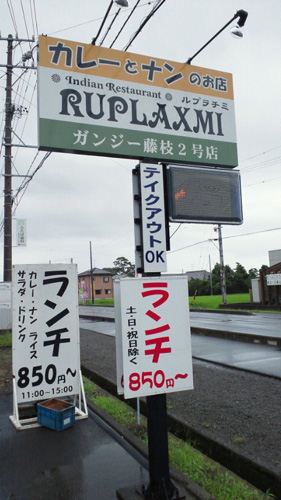 カレーとナンのお店
Indian Restaurant
ルプラチミ
RUPLAXMI
ガンジー藤枝2号店
テイクアウトOK
ランチ
カレー・ナン ライス
サラダ・ドリンク
850円~
11:00~15:00
ランチ
土・日・祝日除く
850円~